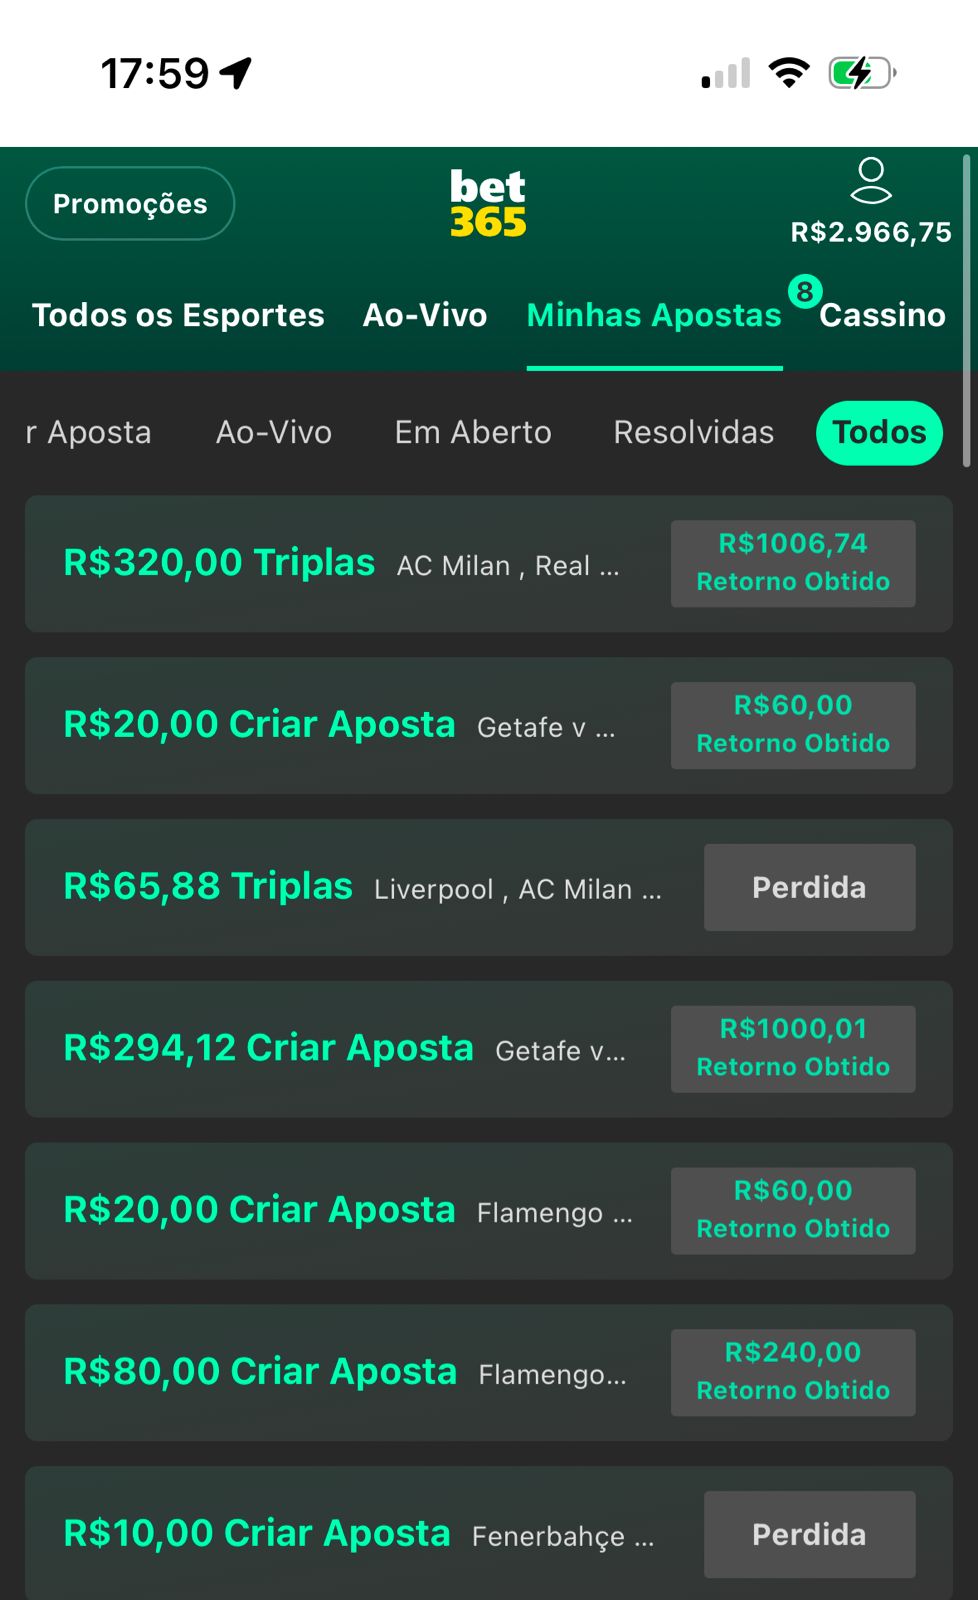 17:59
Promoções
bet
365
R$2.966,75
Todos os Esportes Ao-Vivo Minhas Apostas 8 Cassino
r Aposta Ao-Vivo Em Aberto Resolvidas Todos
R$320,00 Triplas AC Milan , Real ...
R$1006,74
Retorno Obtido
R$20,00 Criar Aposta Getafe v ...
R$60,00
Retorno Obtido
R$65,88 Triplas Liverpool , AC Milan ...
Perdida
R$294,12 Criar Aposta Getafe v...
R$1000,01
Retorno Obtido
R$20,00 Criar Aposta Flamengo ...
R$60,00
Retorno Obtido
R$80,00 Criar Aposta Flamengo...
R$240,00
Retorno Obtido
R$10,00 Criar Aposta Fenerbahçe ...
Perdida